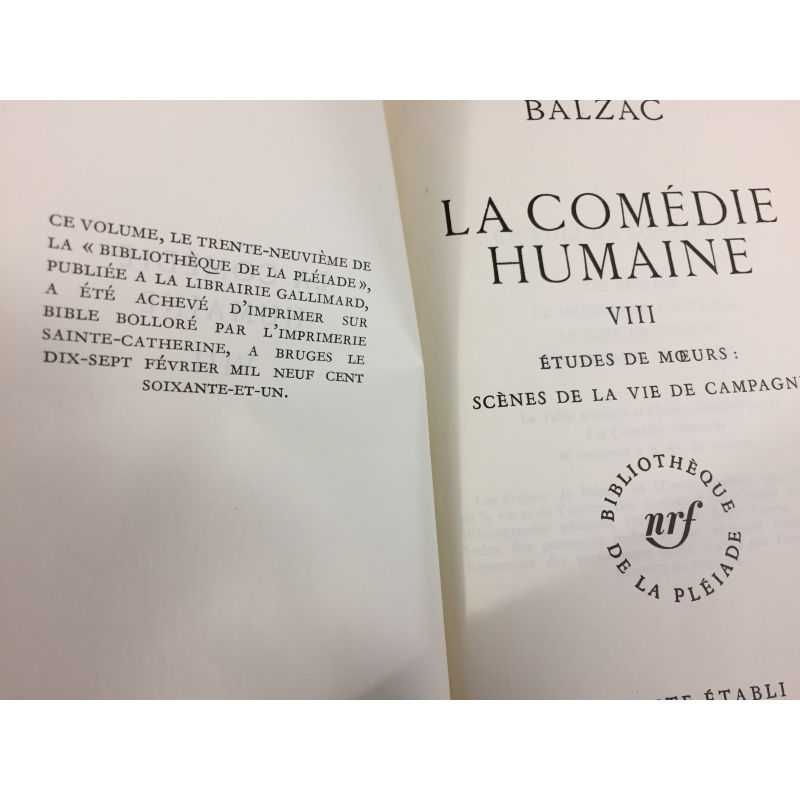 CE VOLUME, LE TRENTE-NEUVIÈME DE
LA « BIBLIOTHÈQUE DE LA PLÉIADE »,
PUBLIÉE A LA LIBRAIRIE GALLIMARD,
A ÉTÉ ACHEVÉ D'IMPRIMER SUR
BIBLE BOLLORÉ PAR L'IMPRIMERIE
SAINTE-CATHERINE, A BRUGES LE
DIX-SEPT FÉVRIER MIL NEUF CENT
SOIXANTE-ET-UN.
BALZAC
LA COMÉDIE
HUMAINE
VIII
ÉTUDES DE MŒURS :
SCÈNES DE LA VIE DE CAMPAGN
BIBLIOTHÈQUE
nrf
DE LA PLÉIADE
ÉTABLI